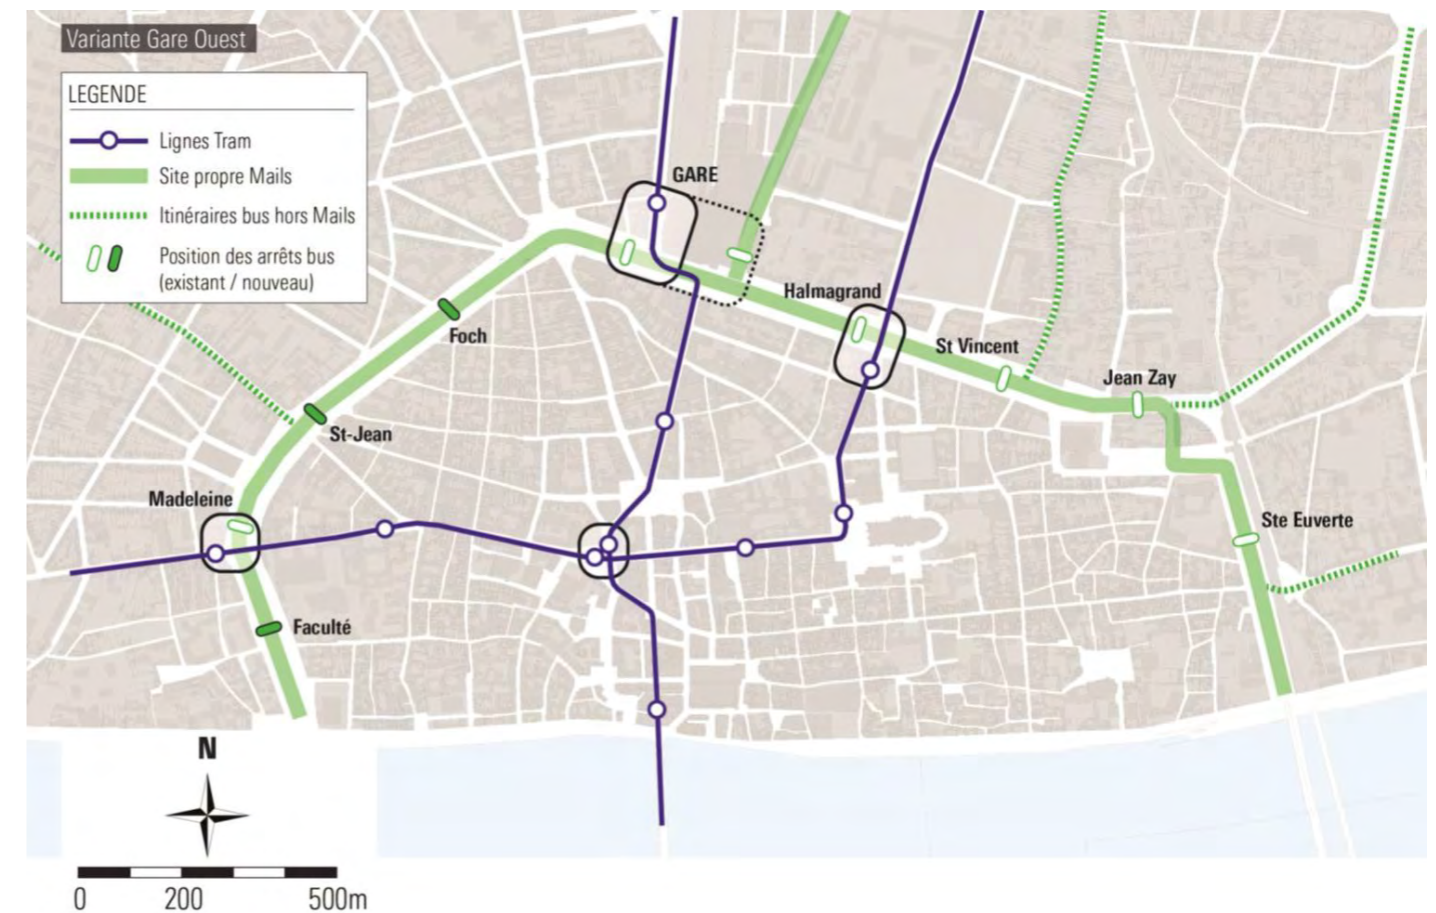 Variante Gare Ouest
LEGENDE
Lignes Tram
Site propre Mails
Itinéraires bus hors Mails
Position des arrêts bus
(existant / nouveau)
GARE
Halmagrand
St Vincent
Jean Zay
Foch
St-Jean
Madeleine
Ste Euverte
Faculté
N
0 200 500m